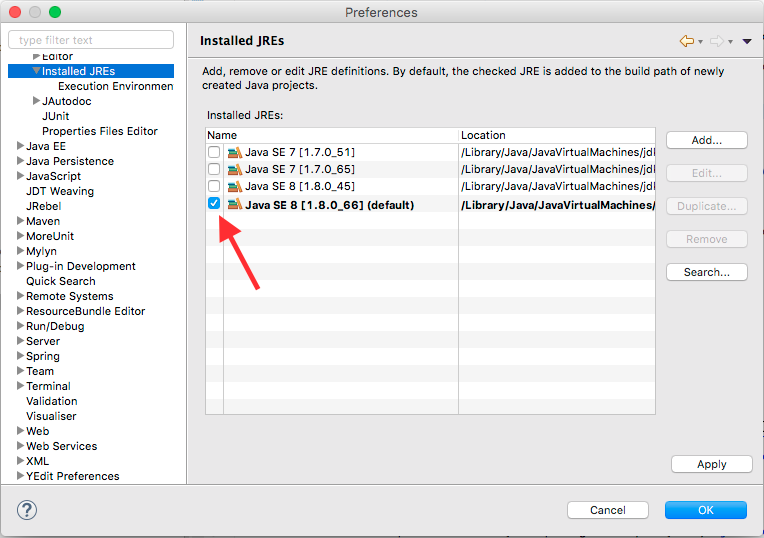 Preferences
type filter text
Editor
Installed JREs
Execution Environmen
JAutodoc
JUnit
Properties Files Editor
Java EE
Java Persistence
JavaScript
JDT Weaving
JRebel
Maven
MoreUnit
Mylyn
Plug-in Development
Quick Search
Remote Systems
ResourceBundle Editor
Run/Debug
Server
Spring
Team
Terminal
Validation
Visualiser
Web
Web Services
XML
YEdit Preferences
Installed JREs
Add, remove or edit JRE definitions. By default, the checked JRE is added to the build path of newly
created Java projects.
Installed JREs:
Name Location
Java SE 7 [1.7.0_51] /Library/Java/JavaVirtualMachines/jdl
Java SE 7 [1.7.0_65] /Library/Java/JavaVirtualMachines/jdl
Java SE 8 [1.8.0_45] /Library/Java/JavaVirtualMachines/jdl
Java SE 8 [1.8.0_66] (default) /Library/Java/JavaVirtualMachines/
Add...
Edit...
Duplicate...
Remove
Search...
Apply
?
Cancel
OK